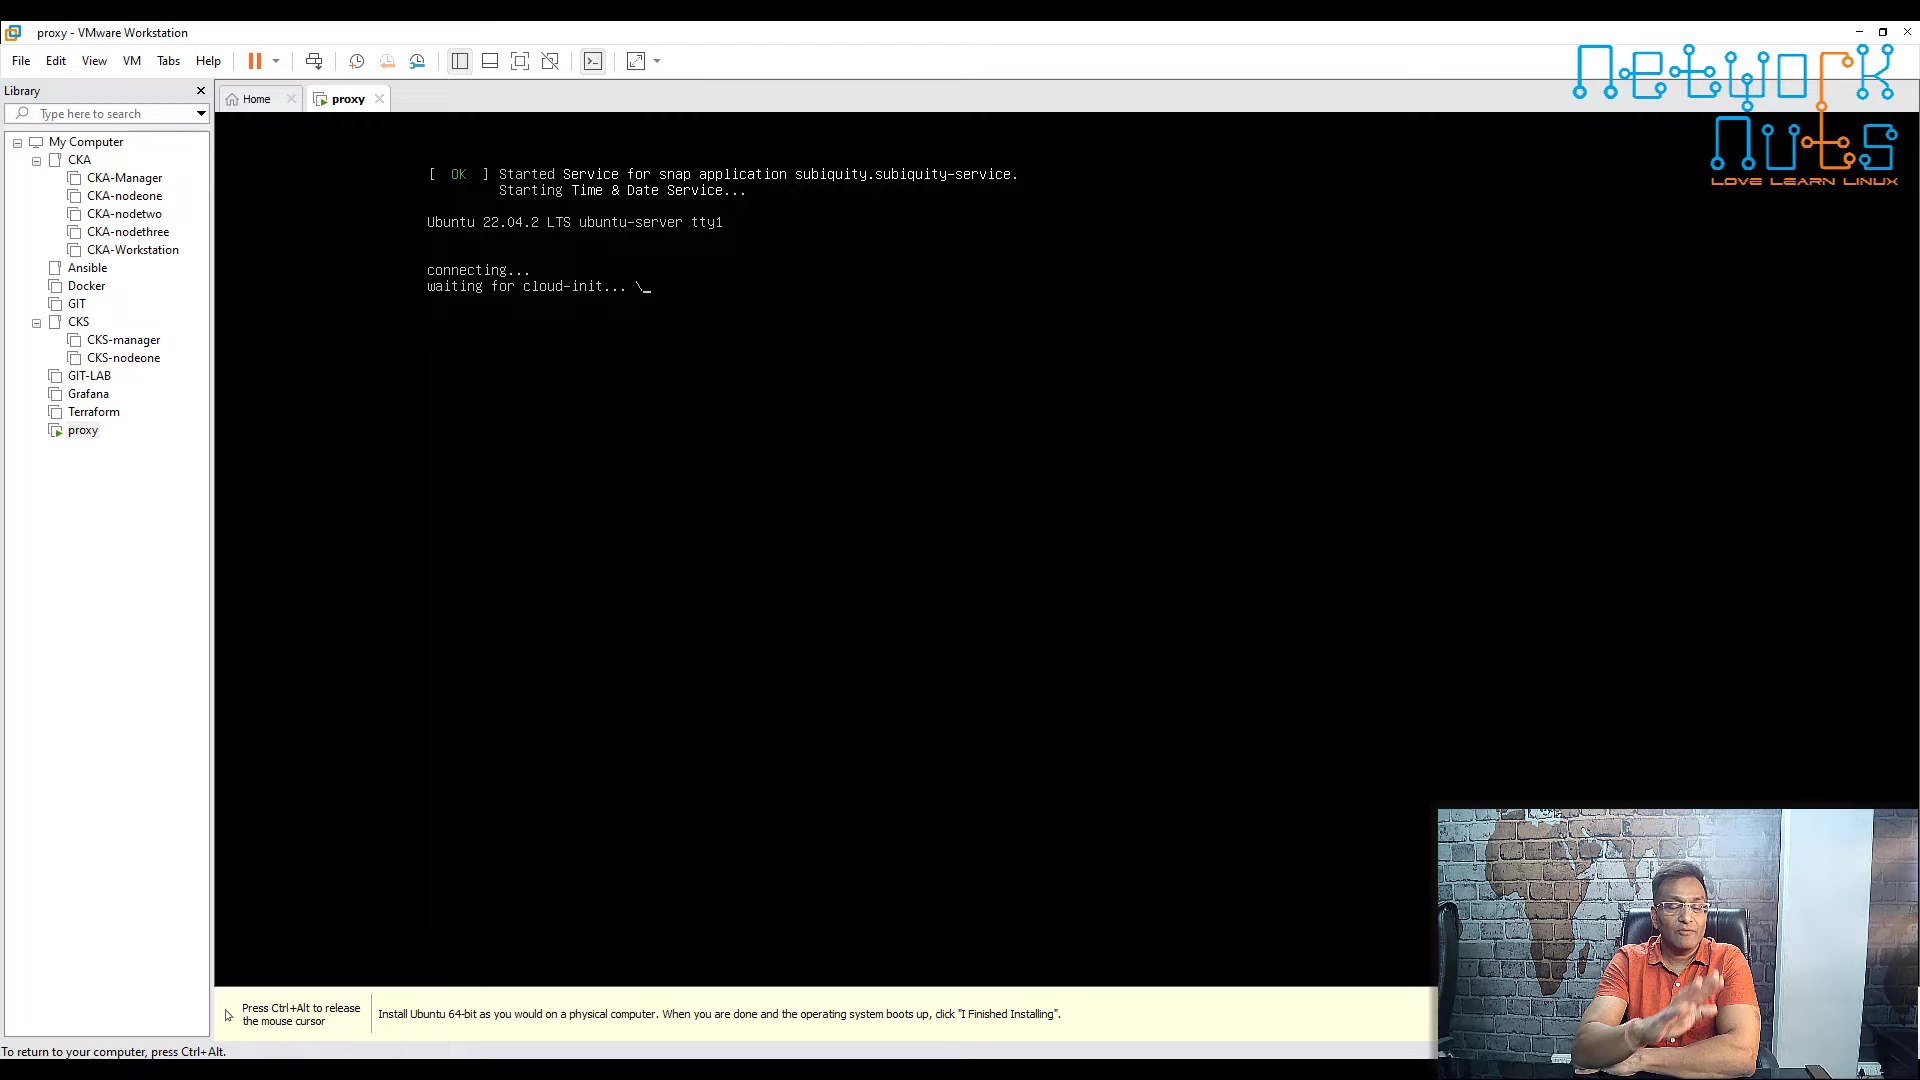 proxy - VMware Workstation
File Edit View VM Tabs Help
Library
Type here to search
My Computer
CKA
CKA-Manager
CKA-nodeone
CKA-nodetwo
CKA-nodethree
CKA-Workstation
Ansible
Docker
GIT
CKS
CKS-manager
CKS-nodeone
GIT-LAB
Grafana
Terraform
proxy
Home
proxy
[  OK  ] Started Service for snap application subiquity.subiquity-service.
Starting Time & Date Service...
Ubuntu 22.04.2 LTS ubuntu-server tty1
connecting...
waiting for cloud-init... \_
Network
Nuts
LOVE LEARN LINUX
Press Ctrl+Alt to release
the mouse cursor
Install Ubuntu 64-bit as you would on a physical computer. When you are done and the operating system boots up, click "I Finished Installing".
To return to your computer, press Ctrl+Alt.